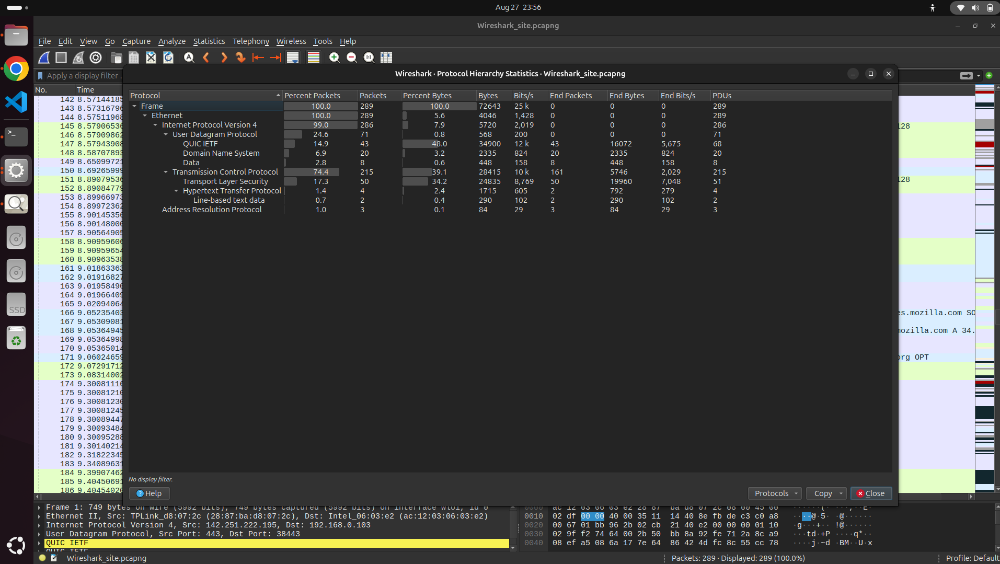 Aug 27 23:56
Wireshark_site.pcapng
File Edit View Go Capture Analyze Statistics Telephony Wireless Tools Help
Apply a display filter
No. Time
Wireshark · Protocol Hierarchy Statistics · Wireshark_site.pcapng
Protocol Percent Packets Packets Percent Bytes Bytes Bits/s End Packets End Bytes End Bits/s PDUs
Frame 100.0 289 100.0 72643 25 k 0 0 0 289
Ethernet 100.0 289 5.6 4046 1,428 0 0 0 289
Internet Protocol Version 4 99.0 286 7.9 5720 2,019 0 0 0 286
User Datagram Protocol 24.6 71 0.8 568 200 0 0 0 71
QUIC IETF 14.9 43 48.0 34900 12 k 43 16072 5,675 68
Domain Name System 6.9 20 3.2 2335 824 20 2335 824 20
Data 2.8 8 0.6 448 158 8 448 158 8
Transmission Control Protocol 74.4 215 39.1 28415 10 k 161 5746 2,029 215
Transport Layer Security 17.3 50 34.2 24835 8,769 50 19960 7,048 51
Hypertext Transfer Protocol 1.4 4 2.4 1715 605 2 792 279 4
Line-based text data 0.7 2 0.4 290 102 2 290 102 2
Address Resolution Protocol 1.0 3 0.1 84 29 3 84 29 3
No display filter.
Help Protocols Copy Close
142 8.57144185
143 8.57316796
144 8.57511968
145 8.57906536 128
146 8.57909862
147 8.57943908
148 8.58707893
149 8.65099721
150 8.69265999
151 8.89079536 128
152 8.89084779
153 8.89966973
154 8.89972362
155 8.90145356
156 8.90148000
157 8.90564905
158 8.90959606
159 8.90959654
160 8.90963538
161 9.01863363
162 9.01916827
163 9.01958490
164 9.01966409
165 9.02094064
166 9.05235403 es.mozilla.com SO
167 9.05309081
168 9.05364945 mozilla.com A 34.
169 9.05364998
170 9.05365014
171 9.06024659 org OPT
172 9.07291712
173 9.08314002
174 9.30081116
175 9.30081210
176 9.30081230
177 9.30081245
178 9.30089447
179 9.30093484
180 9.30095288
181 9.30140214
182 9.31822345
183 9.34089631
184 9.39907462
185 9.40450691
186 9.40454020
SSD
Frame 1: 749 bytes on wire (5992 bits), 749 bytes captured (5992 bits) on interface wlo1, id 0
Ethernet II, Src: TPLink_d8:07:2c (28:87:ba:d8:07:2c), Dst: Intel_06:03:e2 (ac:12:03:06:03:e2)
Internet Protocol Version 4, Src: 142.251.222.195, Dst: 192.168.0.103
User Datagram Protocol, Src Port: 443, Dst Port: 38443
QUIC IETF
QUIC IETF
0000 ac 12 03 06 03 e2 28 87 ba d8 07 2c 08 00 45 00 ······(· ···,··E·
0010 02 df 00 00 40 00 35 11 14 40 8e fb de c3 c0 a8 ····@·5· ·@······
0020 00 67 01 bb 96 2b 02 cb 21 40 e2 00 00 00 01 10 ·g···+·· !@······
0030 02 9f f2 74 64 00 2b 50 bb 8a 92 fe 71 2a 8c a9 ···td·+P ····q*··
0040 08 ef a5 08 6a 17 7e 64 86 42 4d fc 8c 55 cc 78 ····j·~d ·BM··U·x
Wireshark_site.pcapng Packets: 289 · Displayed: 289 (100.0%) Profile: Default